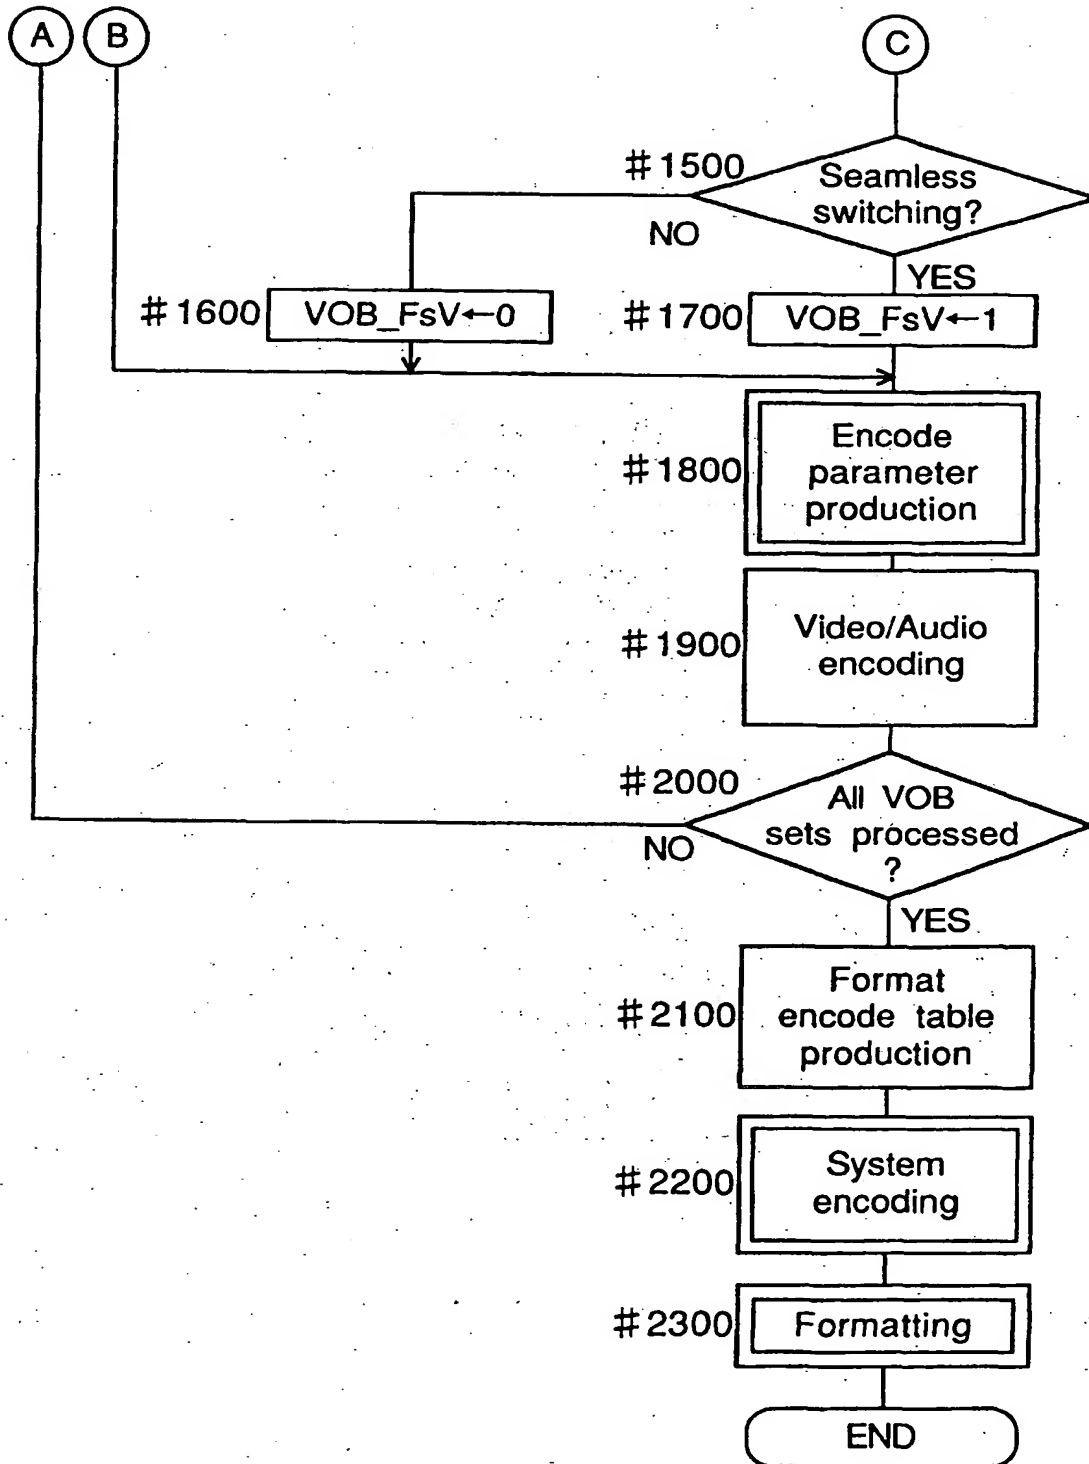 A B C
#1500 Seamless
switching?
NO
YES
#1600 VOB_FsV←0 #1700 VOB_FsV←1
Encode
#1800 parameter
production
#1900 Video/Audio
encoding
#2000 All VOB
sets processed
NO ?
YES
Format
#2100 encode table
production
#2200 System
encoding
#2300 Formatting
END